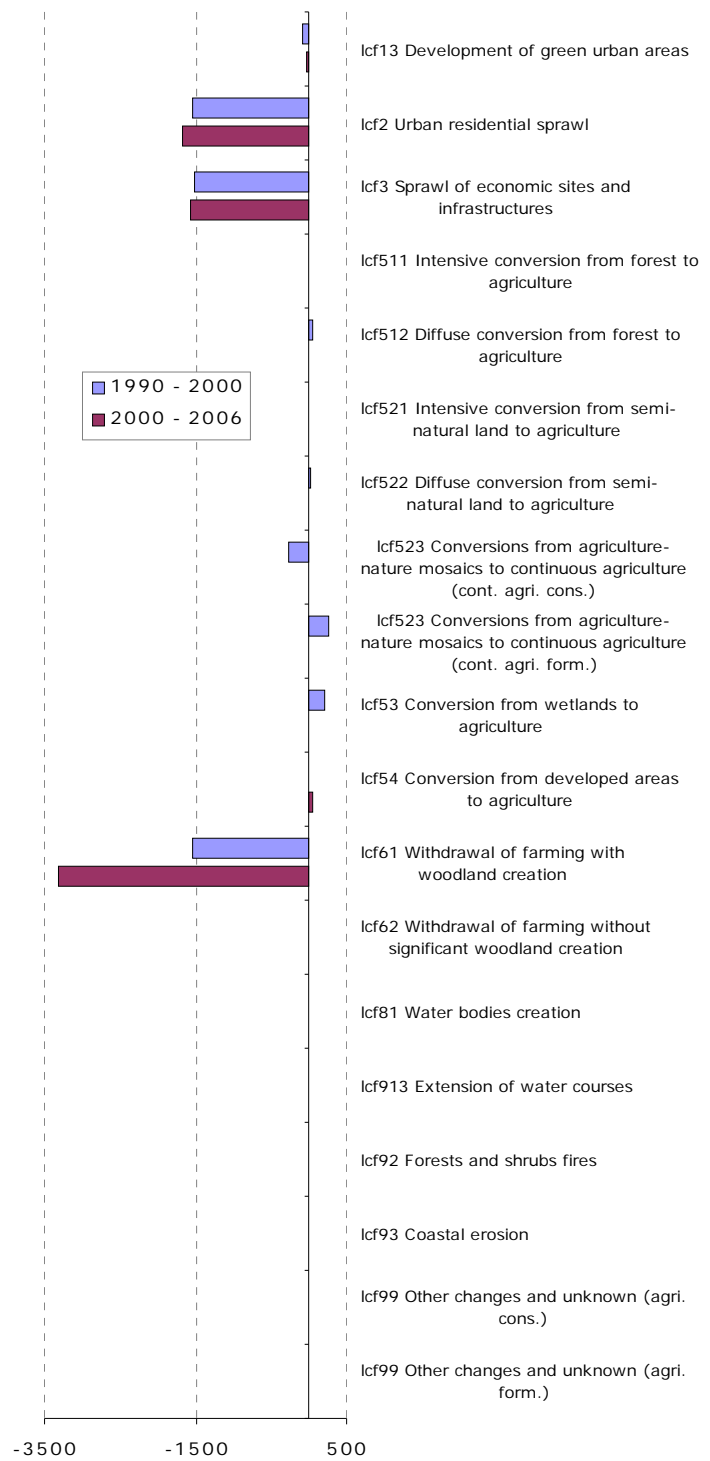 lcf13 Development of green urban areas
lcf2 Urban residential sprawl
lcf3 Sprawl of economic sites and
infrastructures
lcf511 Intensive conversion from forest to
agriculture
lcf512 Diffuse conversion from forest to
agriculture
1990 - 2000
2000 - 2006
lcf521 Intensive conversion from semi-
natural land to agriculture
lcf522 Diffuse conversion from semi-
natural land to agriculture
lcf523 Conversions from agriculture-
nature mosaics to continuous agriculture
(cont. agri. cons.)
lcf523 Conversions from agriculture-
nature mosaics to continuous agriculture
(cont. agri. form.)
lcf53 Conversion from wetlands to
agriculture
lcf54 Conversion from developed areas
to agriculture
lcf61 Withdrawal of farming with
woodland creation
lcf62 Withdrawal of farming without
significant woodland creation
lcf81 Water bodies creation
lcf913 Extension of water courses
lcf92 Forests and shrubs fires
lcf93 Coastal erosion
lcf99 Other changes and unknown (agri.
cons.)
lcf99 Other changes and unknown (agri.
form.)
-3500 -1500 500